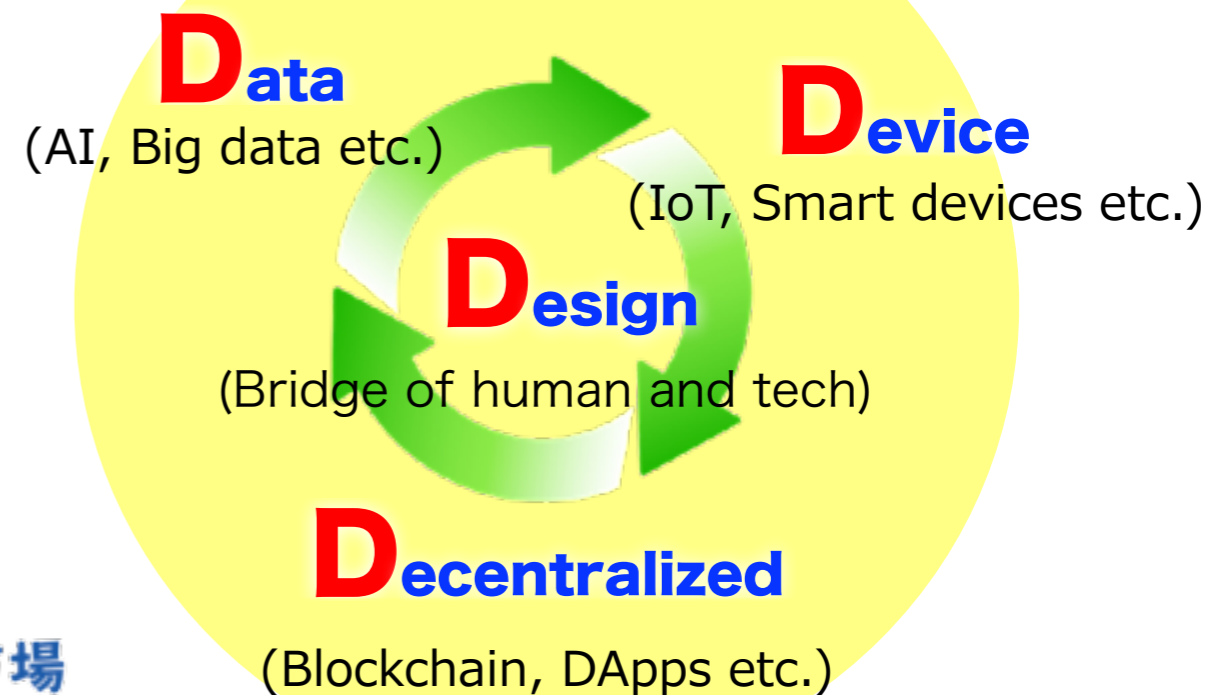 Data
(AI, Big data etc.)
Device
(IoT, Smart devices etc.)
Design
(Bridge of human and tech)
Decentralized
(Blockchain, DApps etc.)
場